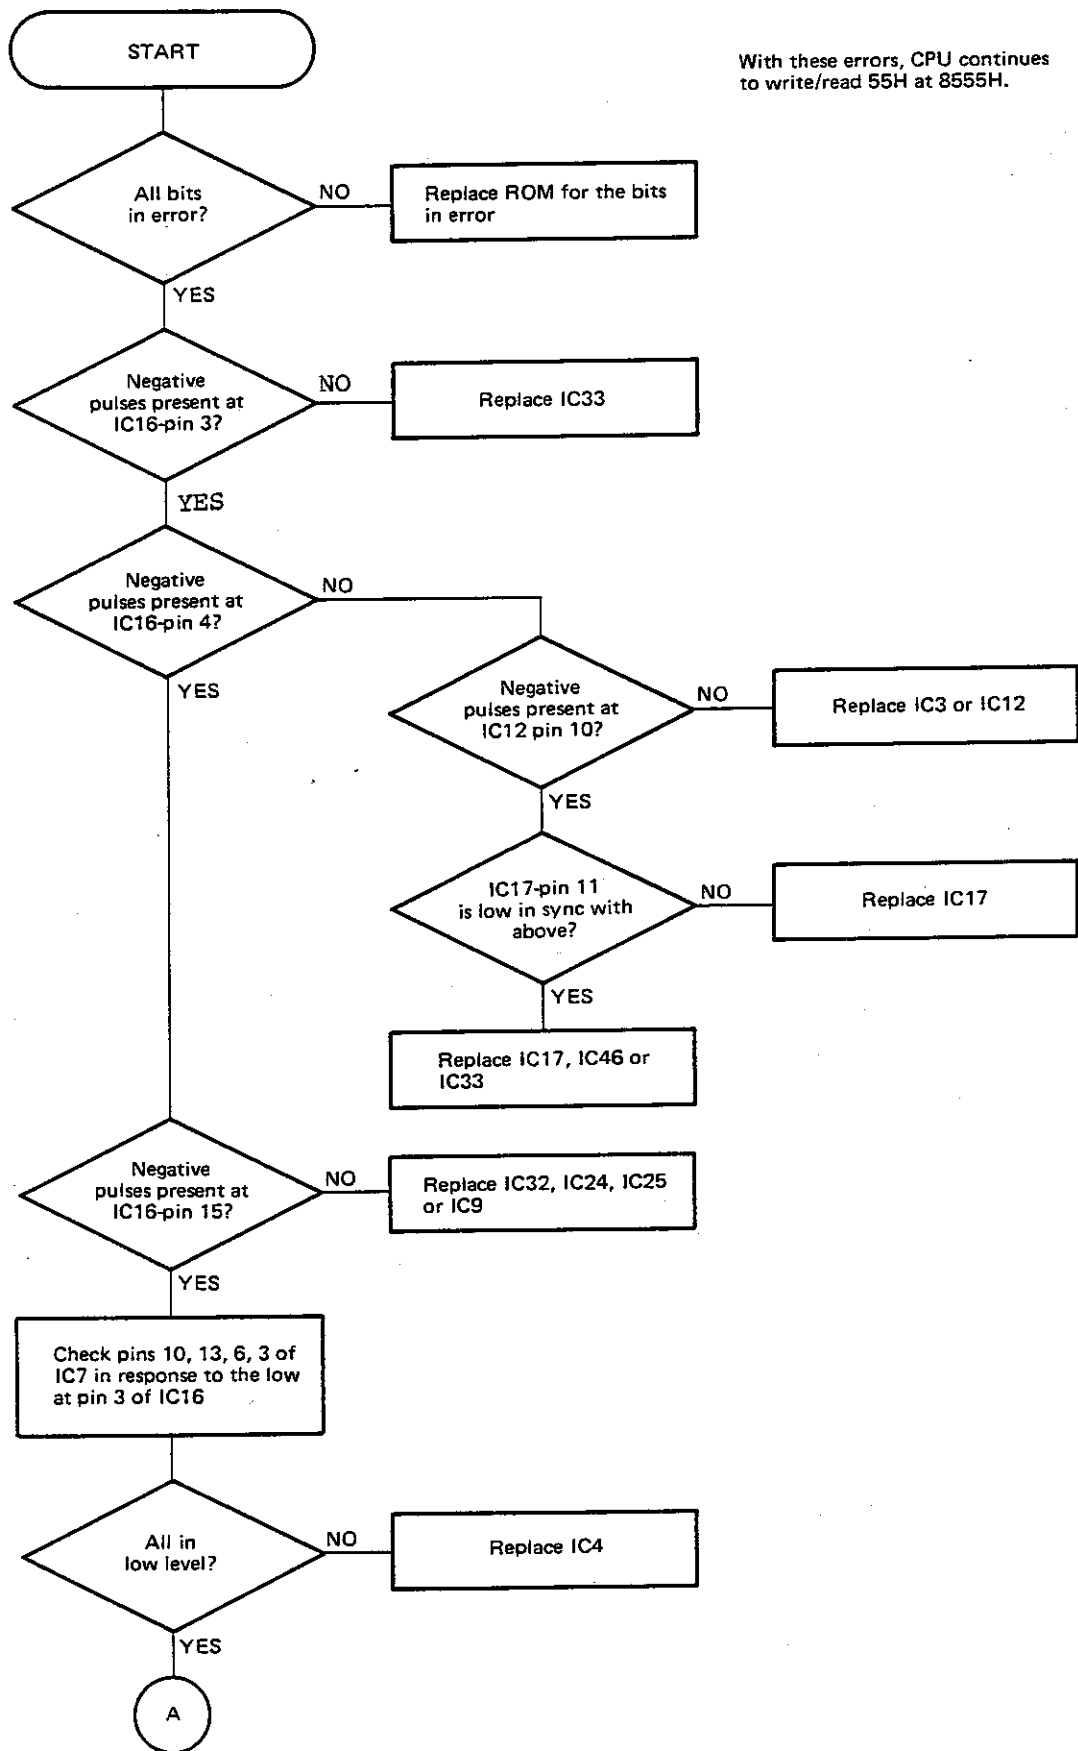 START
With these errors, CPU continues
to write/read 55H at 8555H.
All bits
in error?
NO
Replace ROM for the bits
in error
YES
Negative
pulses present at
IC16-pin 3?
NO
Replace IC33
YES
Negative
pulses present at
IC16-pin 4?
NO
YES
Negative
pulses present at
IC12 pin 10?
NO
Replace IC3 or IC12
YES
IC17-pin 11
is low in sync with
above?
NO
Replace IC17
YES
Replace IC17, IC46 or
IC33
Negative
pulses present at
IC16-pin 15?
NO
Replace IC32, IC24, IC25
or IC9
YES
Check pins 10, 13, 6, 3 of
IC7 in response to the low
at pin 3 of IC16
All in
low level?
NO
Replace IC4
YES
A